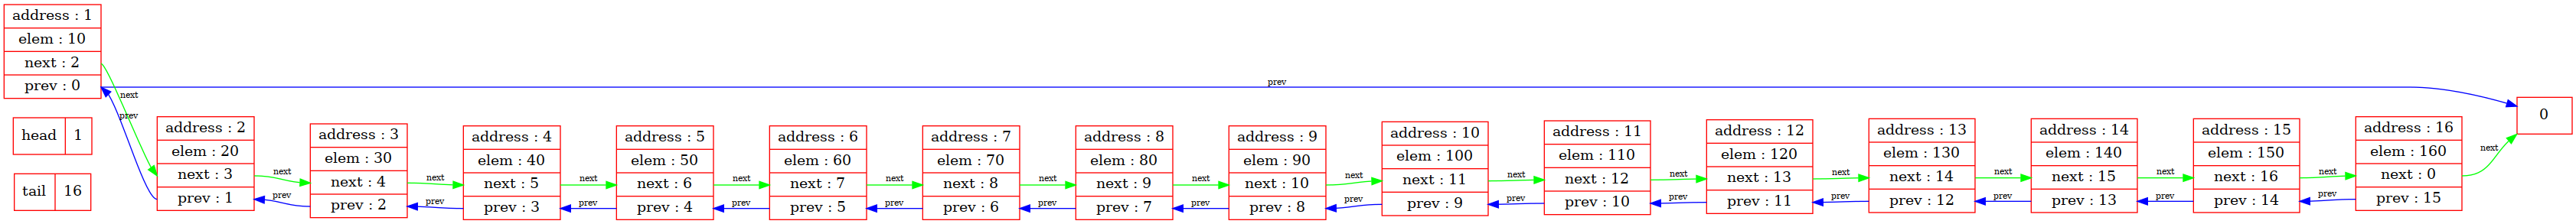 address : 1
elem : 10
next : 2
prev : 0
head 1
tail 16
next
prev
prev
address : 2
elem : 20
next : 3
prev : 1
next
prev
address : 3
elem : 30
next : 4
prev : 2
next
prev
address : 4
elem : 40
next : 5
prev : 3
next
prev
address : 5
elem : 50
next : 6
prev : 4
next
prev
address : 6
elem : 60
next : 7
prev : 5
next
prev
address : 7
elem : 70
next : 8
prev : 6
next
prev
address : 8
elem : 80
next : 9
prev : 7
next
prev
address : 9
elem : 90
next : 10
prev : 8
next
prev
address : 10
elem : 100
next : 11
prev : 9
next
prev
address : 11
elem : 110
next : 12
prev : 10
next
prev
address : 12
elem : 120
next : 13
prev : 11
next
prev
address : 13
elem : 130
next : 14
prev : 12
next
prev
address : 14
elem : 140
next : 15
prev : 13
next
prev
address : 15
elem : 150
next : 16
prev : 14
next
prev
address : 16
elem : 160
next : 0
prev : 15
next
0